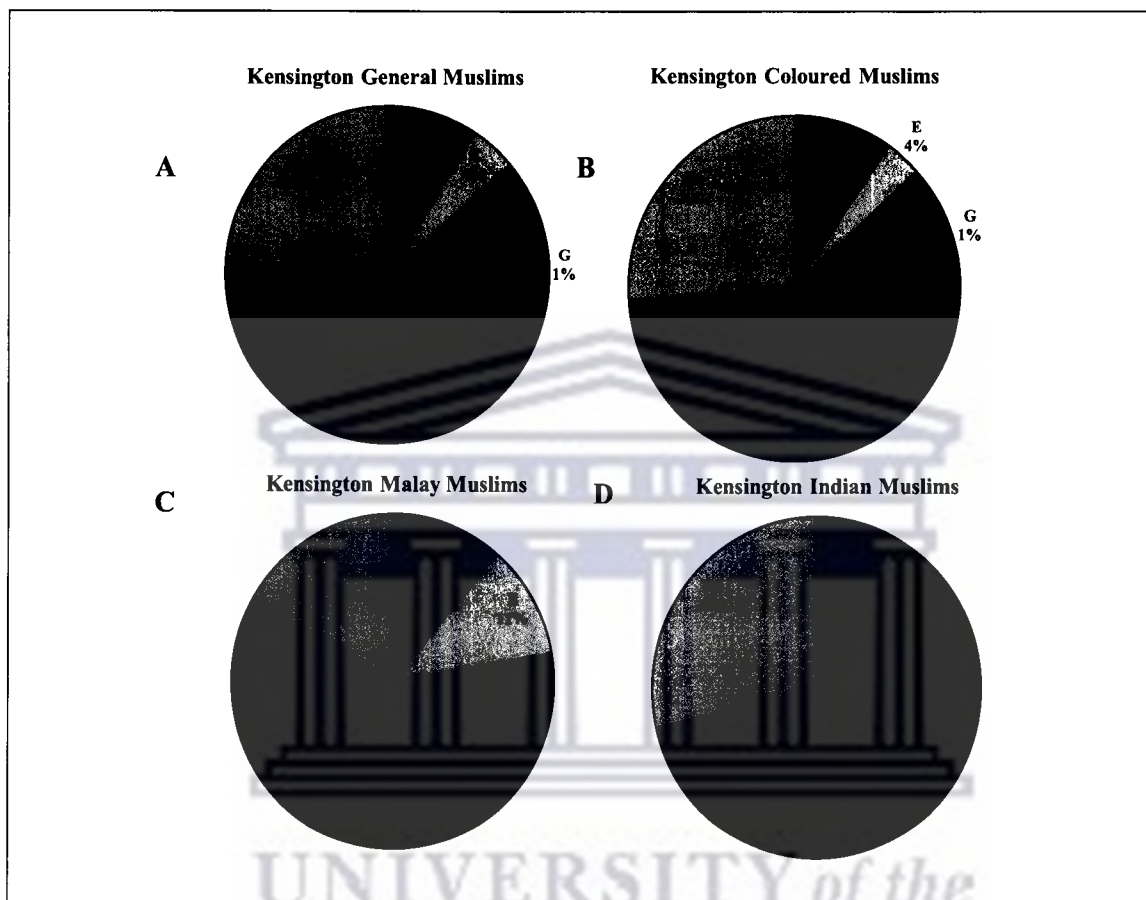 Kensington General Muslims
Kensington Coloured Muslims
A
B
E
4%
G
1%
G
1%
Kensington Malay Muslims
Kensington Indian Muslims
C
D
UNIVERSITY of the